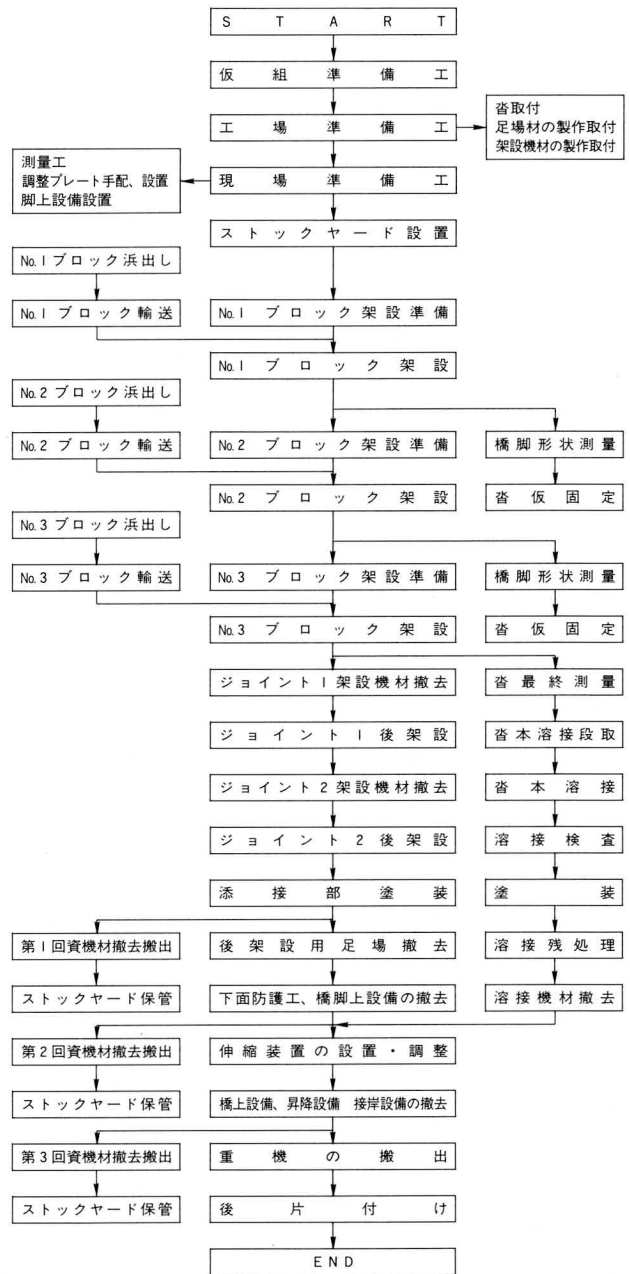 START
仮組準備工
工場準備工
沓取付
足場材の製作取付
架設機材の製作取付
測量工
調整プレート手配、設置
脚上設備設置
現場準備工
ストックヤード設置
No.1ブロック浜出し
No.1ブロック輸送
No.1ブロック架設準備
No.1ブロック架設
No.2ブロック浜出し
No.2ブロック輸送
No.2ブロック架設準備
橋脚形状測量
No.2ブロック架設
沓仮固定
No.3ブロック浜出し
No.3ブロック輸送
No.3ブロック架設準備
橋脚形状測量
No.3ブロック架設
沓仮固定
ジョイント1架設機材撤去
沓最終測量
ジョイント1後架設
沓本溶接段取
ジョイント2架設機材撤去
沓本溶接
ジョイント2後架設
溶接検査
添接部塗装
塗装
第1回資機材撤去搬出
後架設用足場撤去
溶接残処理
ストックヤード保管
下面防護工、橋脚上設備の撤去
溶接機材撤去
第2回資機材撤去搬出
伸縮装置の設置・調整
ストックヤード保管
橋上設備、昇降設備 接岸設備の撤去
第3回資機材撤去搬出
重機の搬出
ストックヤード保管
後片付け
END